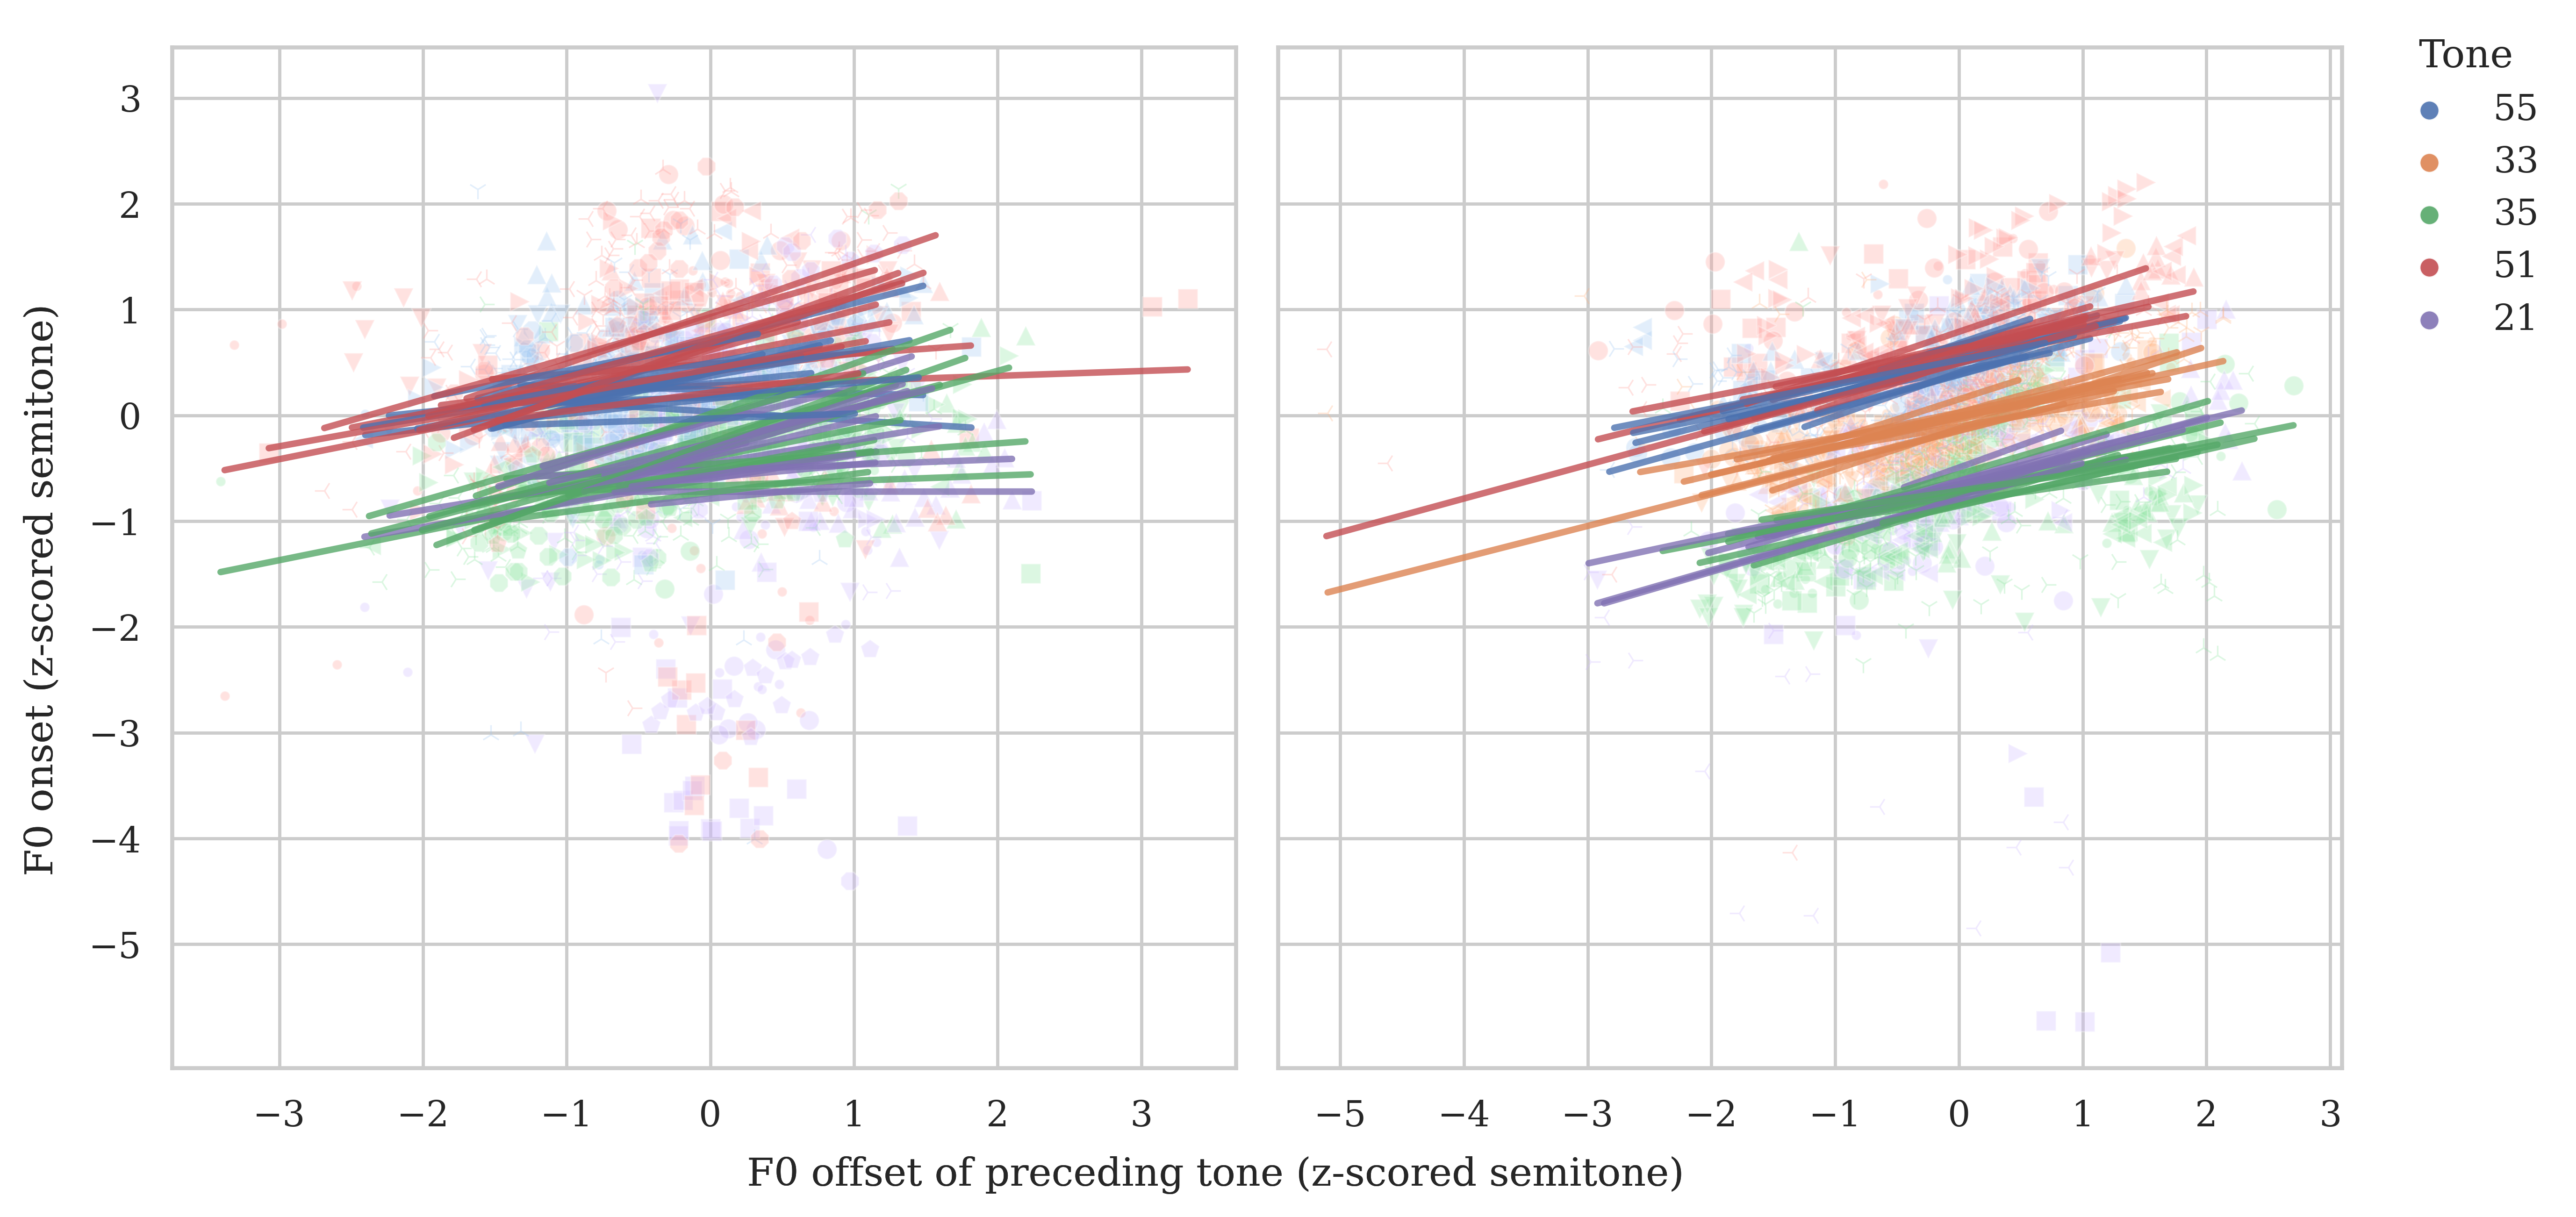 Tone
55
33
35
51
21
3
2
1
0
−1
−2
−3
−4
−5
F0 onset (z-scored semitone)
−3 −2 −1 0 1 2 3
−5 −4 −3 −2 −1 0 1 2 3
F0 offset of preceding tone (z-scored semitone)